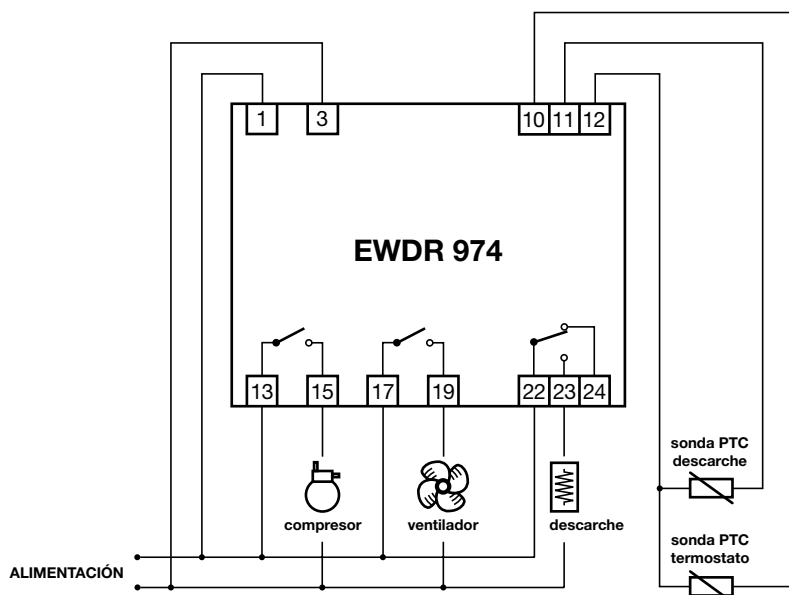 1 3 10 11 12
EWDR 974
13 15 17 19 22 23 24
sonda PTC
descarche
compresor ventilador descarche
sonda PTC
termostato
ALIMENTACIÓN